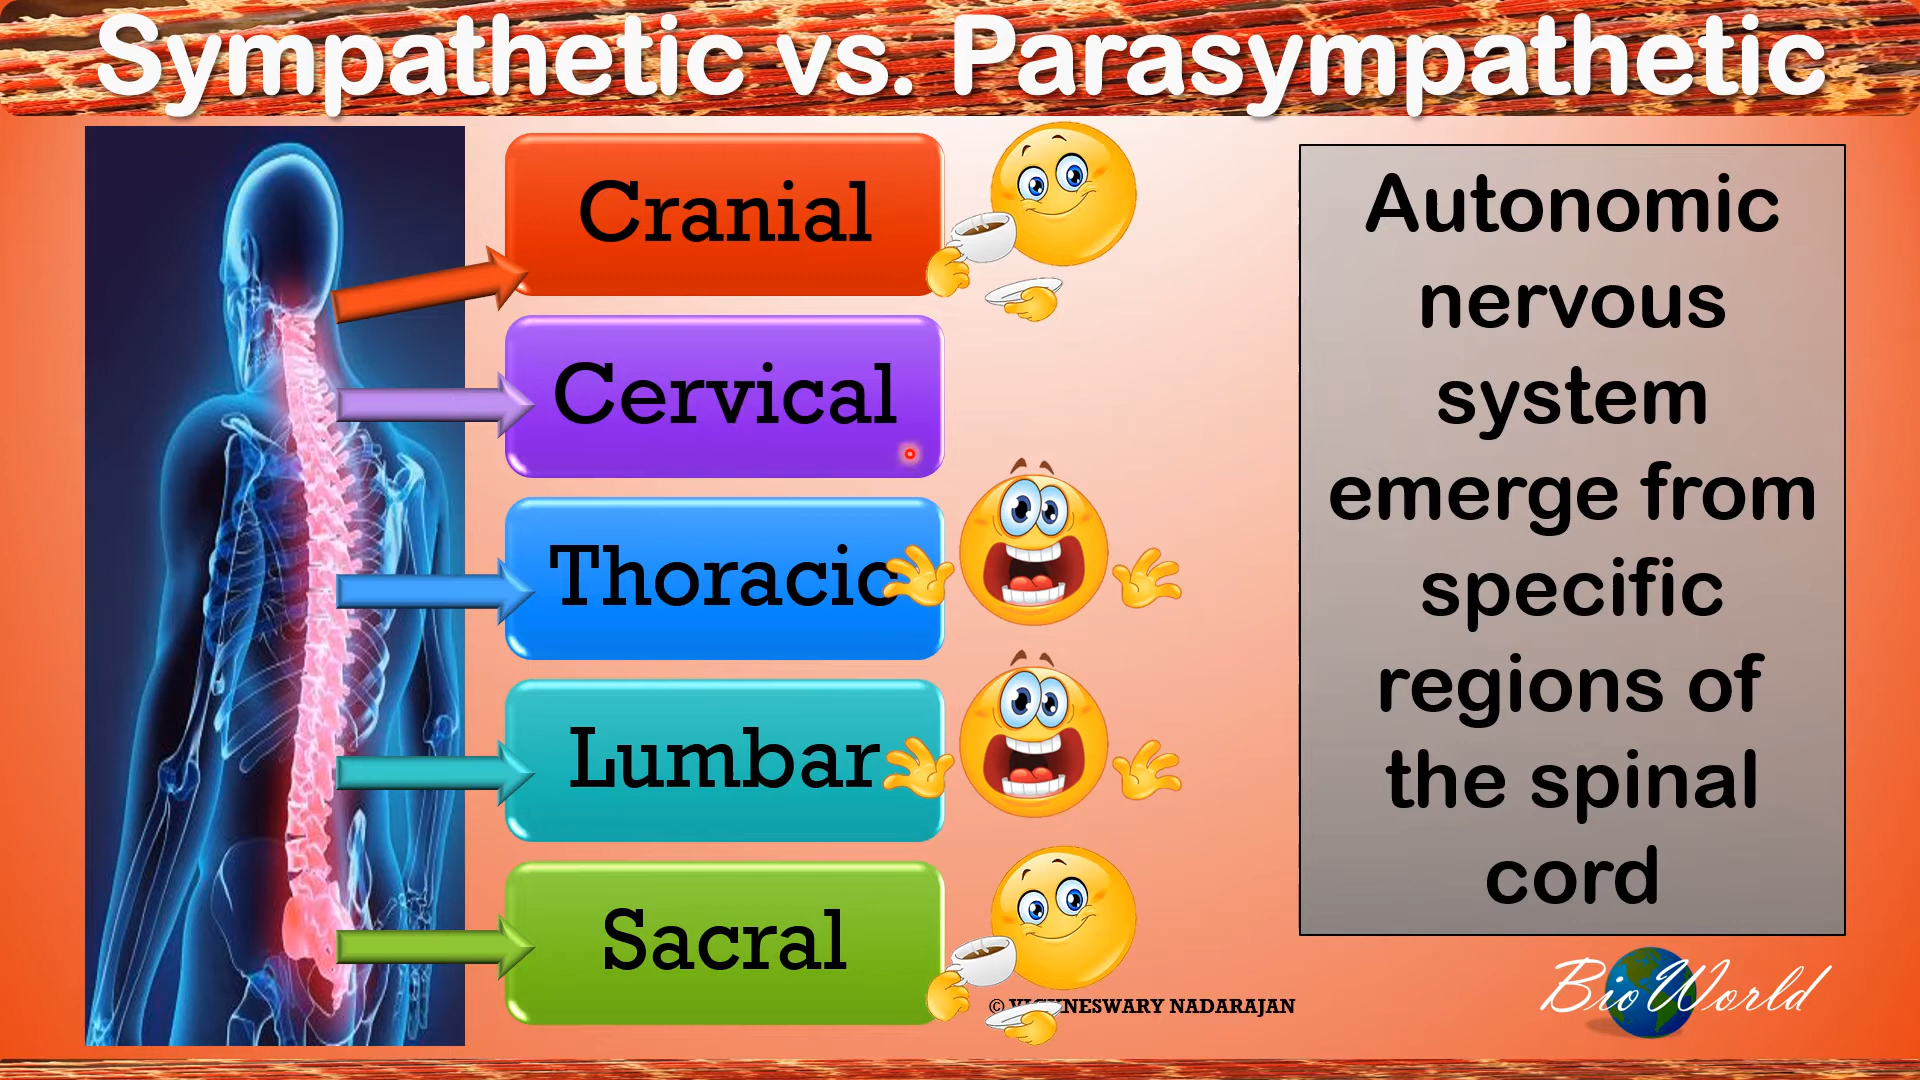 Sympathetic vs. Parasympathetic
Cranial
Cervical
Thoracic
Lumbar
Sacral
Autonomic
nervous
system
emerge from
specific
regions of
the spinal
cord
© NADARAJAN
BioWorld